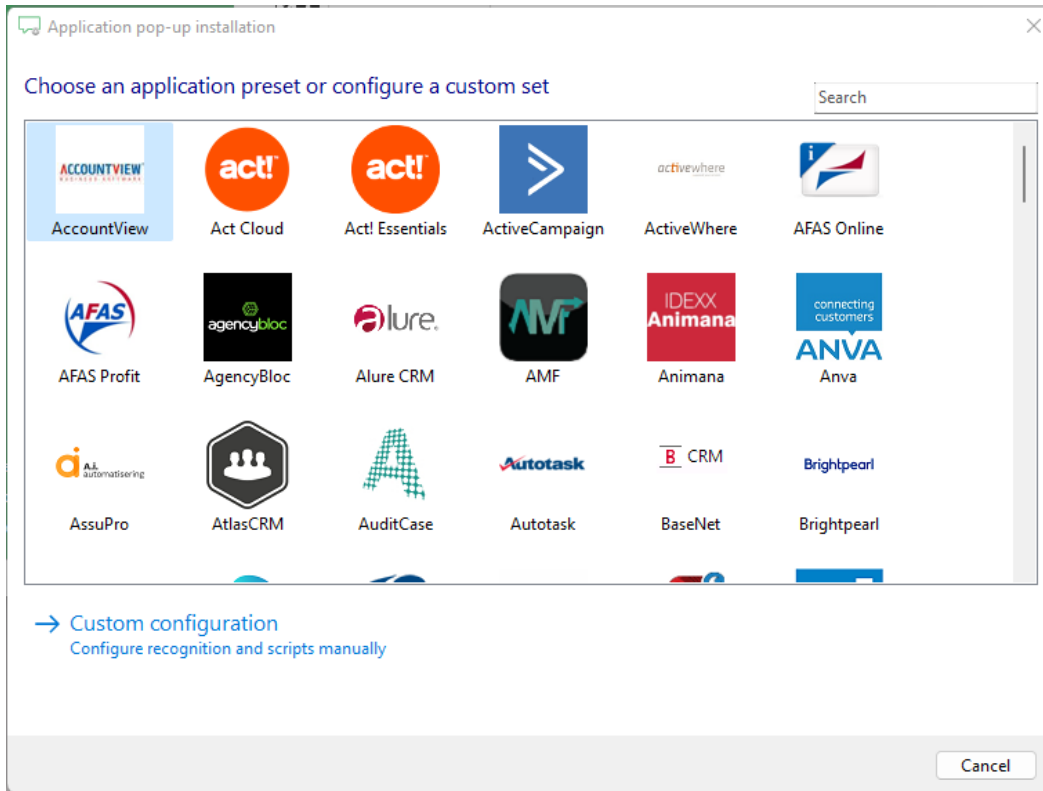 Application pop-up installation
Choose an application preset or configure a custom set
Search
ACCOUNTVIEW
BUSINESS SOFTWARE
act!
act!
activewhere
i
AccountView
Act Cloud
Act! Essentials
ActiveCampaign
ActiveWhere
AFAS Online
AFAS
agencybloc
alure.
AMF
IDEXX
Animana
connecting
customers
ANVA
AFAS Profit
AgencyBloc
Alure CRM
AMF
Animana
Anva
A.i.
automatisering
Autotask
B CRM
Brightpearl
AssuPro
AtlasCRM
AuditCase
Autotask
BaseNet
Brightpearl
Custom configuration
Configure recognition and scripts manually
Cancel